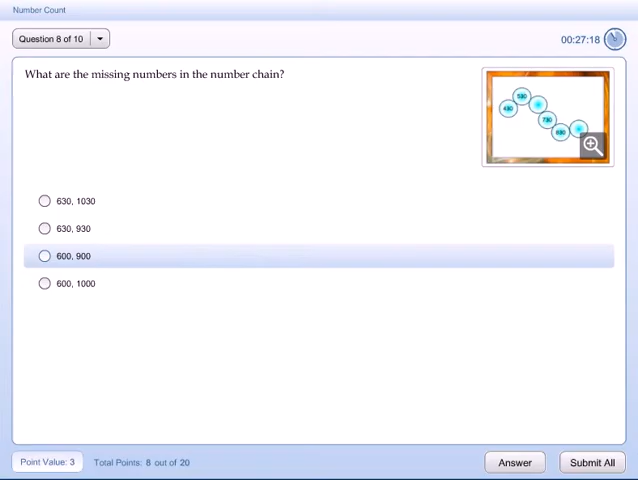 Number Count
Question 8 of 10
00:27:18
What are the missing numbers in the number chain?
430
530
730
830
630, 1030
630, 930
600, 900
600, 1000
Point Value: 3
Total Points: 8 out of 20
Answer
Submit All